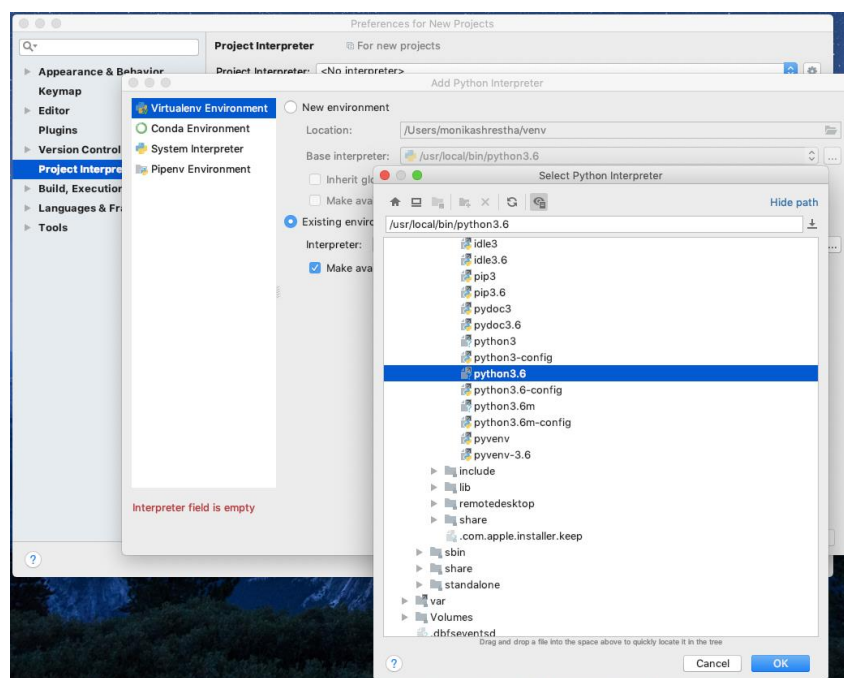 Preferences for New Projects
Project Interpreter
For new projects
Appearance & Behavior
Keymap
Editor
Plugins
Version Control
Project Interpre
Build, Execution
Languages & Fr
Tools
Project Interpreter: <No interpreter>
Add Python Interpreter
Virtualenv Environment
Conda Environment
System Interpreter
Pipenv Environment
Interpreter field is empty
New environment
Location: /Users/monikashrestha/venv
Base interpreter: /usr/local/bin/python3.6
...
Inherit glo
Make ava
Existing enviro
Interpreter:
...
Make ava
Select Python Interpreter
Hide path
/usr/local/bin/python3.6
idle3
idle3.6
pip3
pip3.6
pydoc3
pydoc3.6
python3
python3-config
python3.6
python3.6-config
python3.6m
python3.6m-config
pyvenv
pyvenv-3.6
include
lib
remotedesktop
share
.com.apple.installer.keep
sbin
share
standalone
var
Volumes
.dbfseventsd
Drag and drop a file into the space above to quickly locate it in the tree
?
Cancel
OK
?